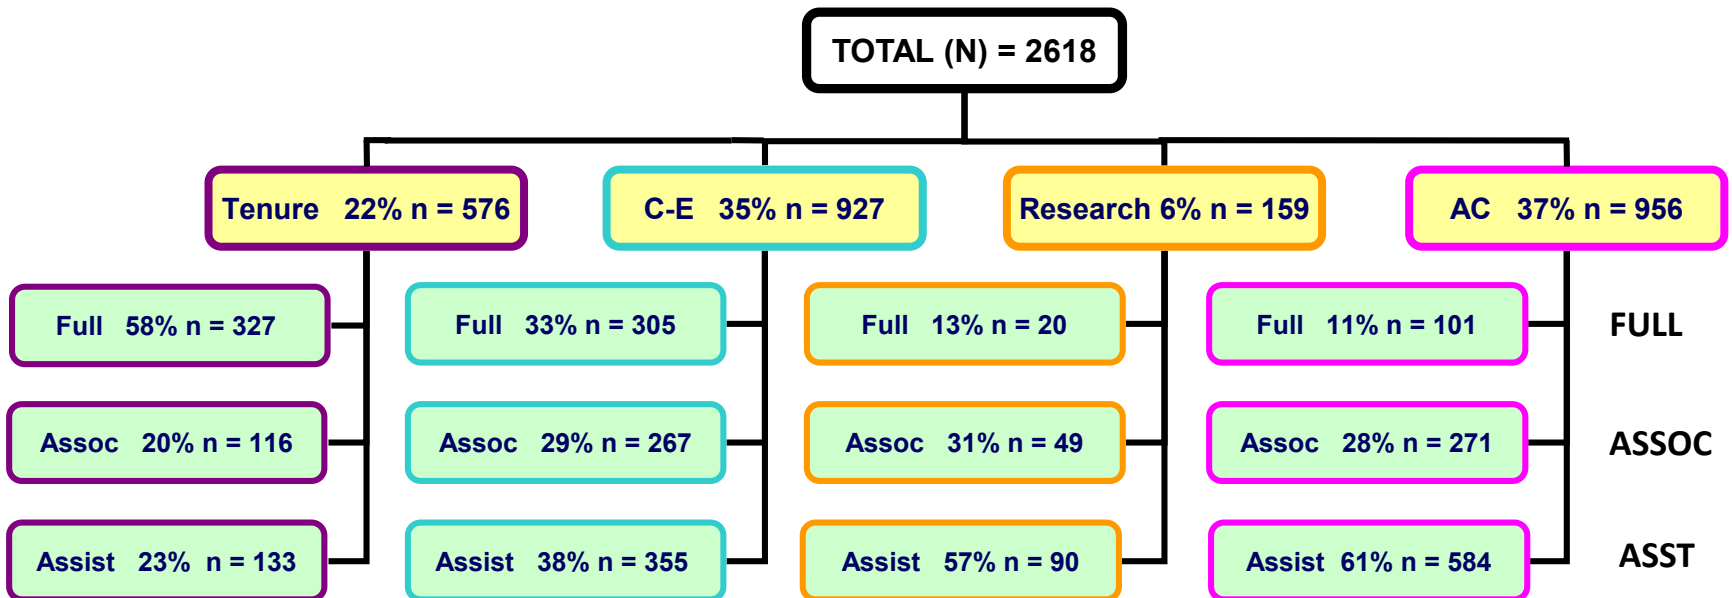 TOTAL (N) = 2618
Tenure 22% n = 576
C-E 35% n = 927
Research 6% n = 159
AC 37% n = 956
Full 58% n = 327
Full 33% n = 305
Full 13% n = 20
Full 11% n = 101
FULL
Assoc 20% n = 116
Assoc 29% n = 267
Assoc 31% n = 49
Assoc 28% n = 271
ASSOC
Assist 23% n = 133
Assist 38% n = 355
Assist 57% n = 90
Assist 61% n = 584
ASST